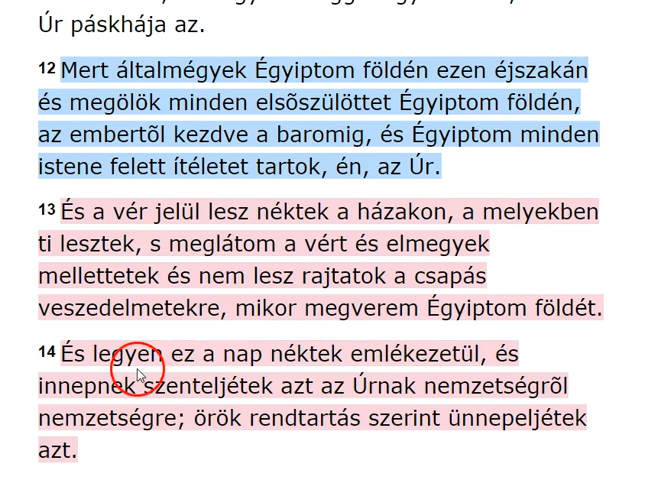 Úr páskhája az.
12 Mert általmégyek Égyiptom földén ezen éjszakán
és megölök minden elsõszülöttet Égyiptom földén,
az embertõl kezdve a baromig, és Égyiptom minden
istene felett ítéletet tartok, én, az Úr.
13 És a vér jelül lesz néktek a házakon, a melyekben
ti lesztek, s meglátom a vért és elmegyek
mellettetek és nem lesz rajtatok a csapás
veszedelmetekre, mikor megverem Égyiptom földét.
14 És legyen ez a nap néktek emlékezetül, és
innepnek szenteljétek azt az Úrnak nemzetségrõl
nemzetségre; örök rendtartás szerint ünnepeljétek
azt.